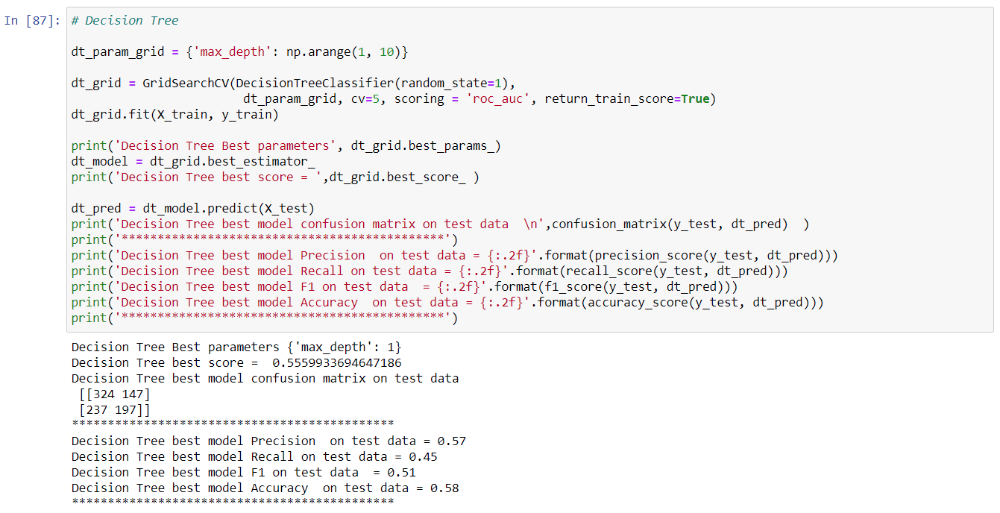 In [87]: # Decision Tree
dt_param_grid = {'max_depth': np.arange(1, 10)}
dt_grid = GridSearchCV(DecisionTreeClassifier(random_state=1),
dt_param_grid, cv=5, scoring = 'roc_auc', return_train_score=True)
dt_grid.fit(X_train, y_train)
print('Decision Tree Best parameters', dt_grid.best_params_)
dt_model = dt_grid.best_estimator_
print('Decision Tree best score = ',dt_grid.best_score_ )
dt_pred = dt_model.predict(X_test)
print('Decision Tree best model confusion matrix on test data  \n',confusion_matrix(y_test, dt_pred)  )
print('*********************************************')
print('Decision Tree best model Precision  on test data = {:.2f}'.format(precision_score(y_test, dt_pred)))
print('Decision Tree best model Recall on test data = {:.2f}'.format(recall_score(y_test, dt_pred)))
print('Decision Tree best model F1 on test data  = {:.2f}'.format(f1_score(y_test, dt_pred)))
print('Decision Tree best model Accuracy  on test data = {:.2f}'.format(accuracy_score(y_test, dt_pred)))
print('*********************************************')
Decision Tree Best parameters {'max_depth': 1}
Decision Tree best score =  0.5559933694647186
Decision Tree best model confusion matrix on test data
[[324 147]
[237 197]]
*********************************************
Decision Tree best model Precision  on test data = 0.57
Decision Tree best model Recall on test data = 0.45
Decision Tree best model F1 on test data  = 0.51
Decision Tree best model Accuracy  on test data = 0.58
*********************************************